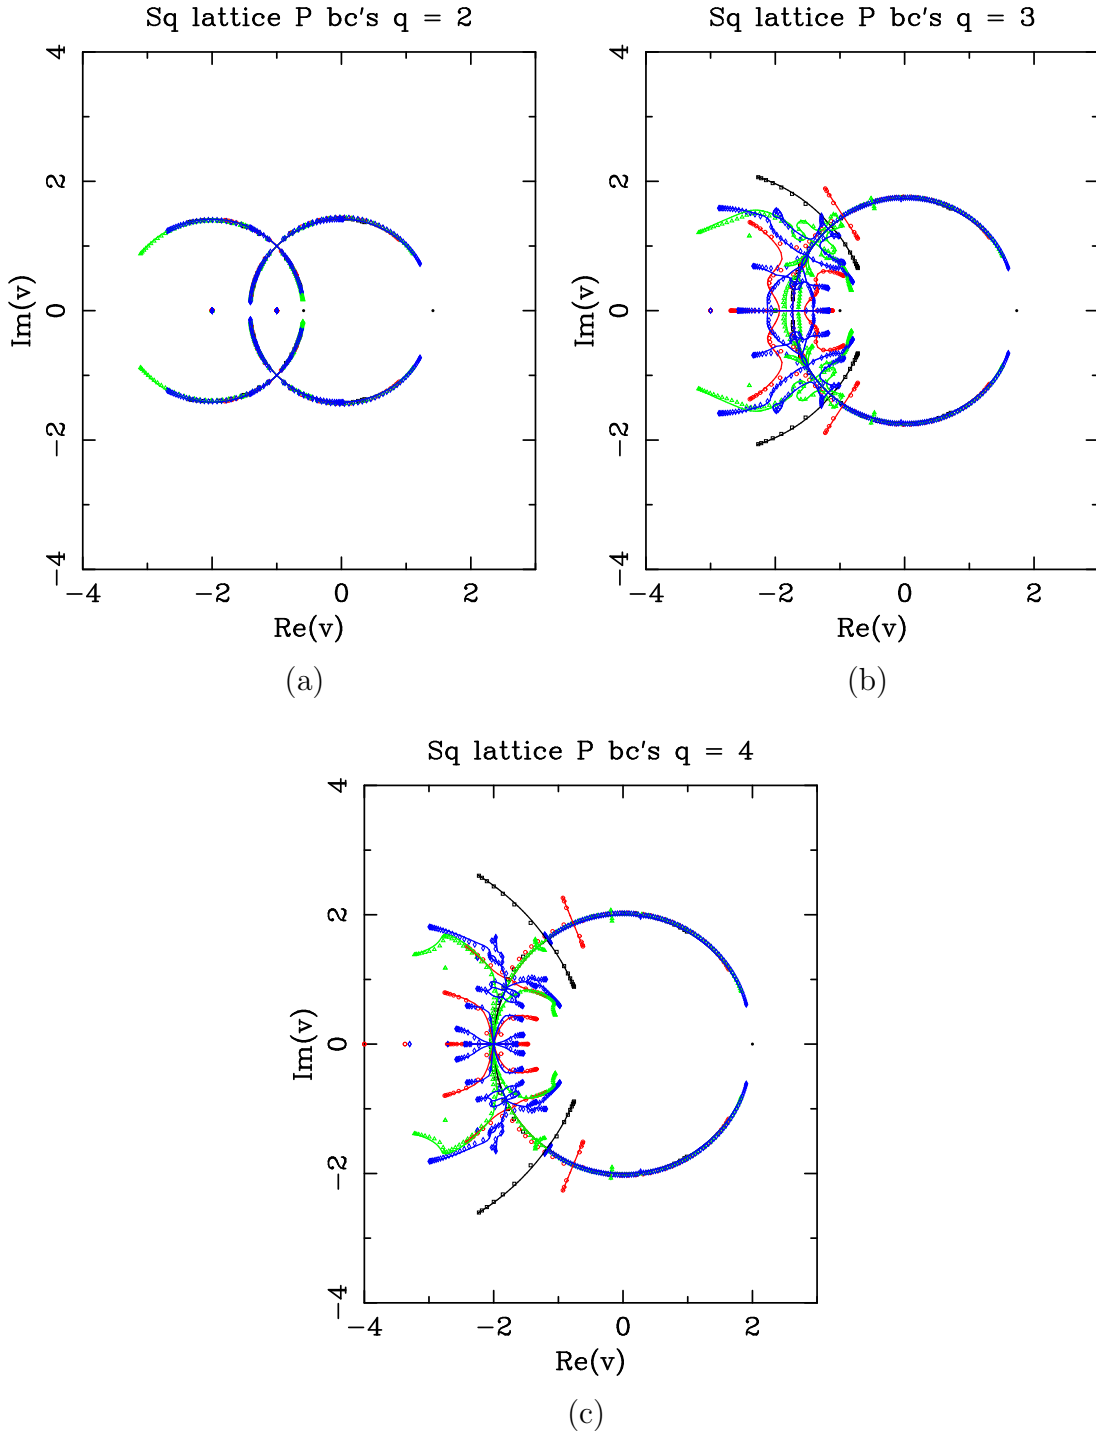 Sq lattice P bc's q = 2
4
2
0
−2
−4
Im(v)
−4 −2 0 2
Re(v)
(a)
Sq lattice P bc's q = 3
4
2
0
−2
−4
Im(v)
−4 −2 0 2
Re(v)
(b)
Sq lattice P bc's q = 4
4
2
0
−2
−4
Im(v)
−4 −2 0 2
Re(v)
(c)